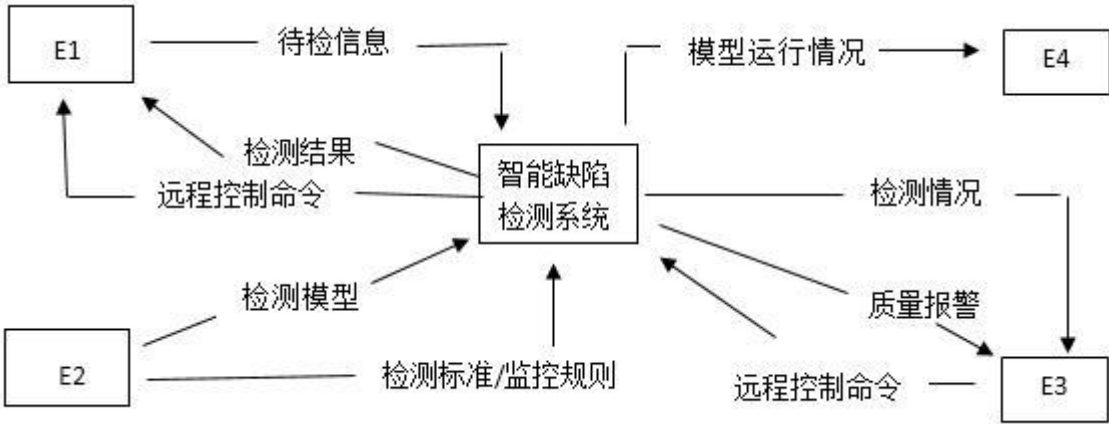 E1
待检信息
模型运行情况
E4
检测结果
远程控制命令
智能缺陷
检测系统
检测情况
检测模型
质量报警
E2
检测标准/监控规则
远程控制命令
E3